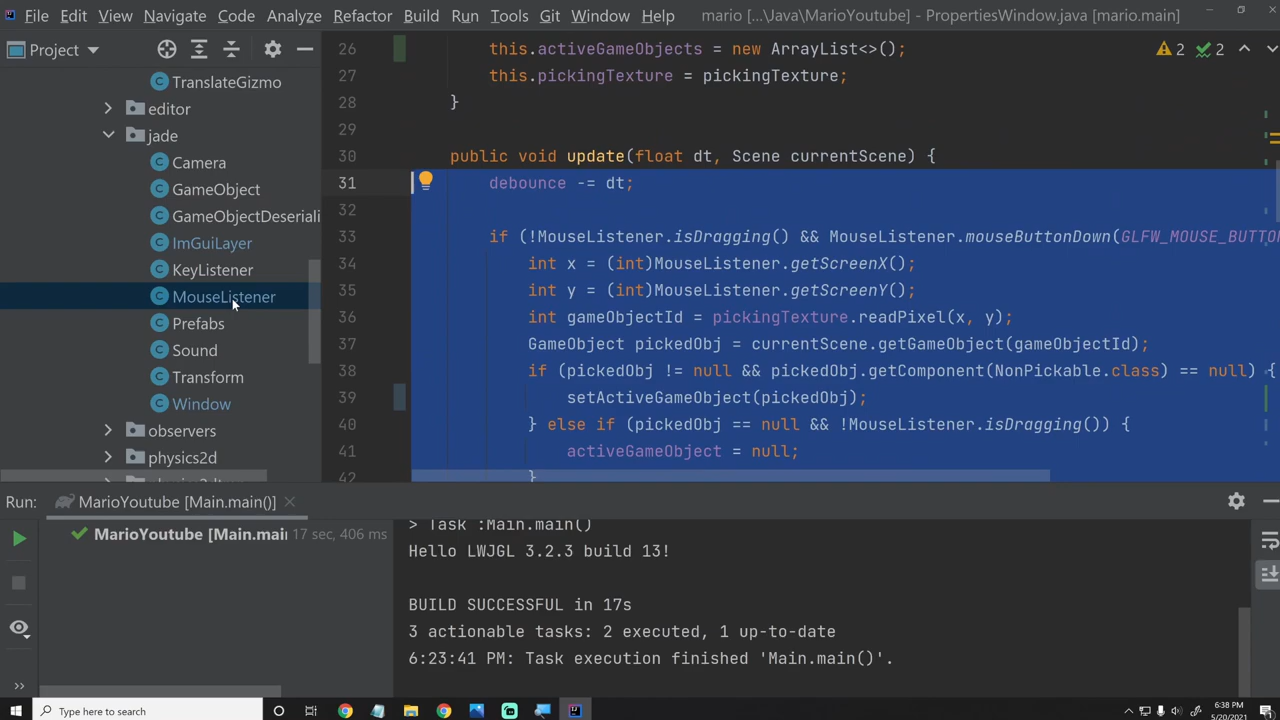 File Edit View Navigate Code Analyze Refactor Build Run Tools Git Window Help mario [...\Java\MarioYoutube] - PropertiesWindow.java [mario.main]
Project
TranslateGizmo
editor
jade
Camera
GameObject
GameObjectDeseriali
ImGuiLayer
KeyListener
MouseListener
Prefabs
Sound
Transform
Window
observers
physics2d
2 2
26 this.activeGameObjects = new ArrayList<>();
27 this.pickingTexture = pickingTexture;
28 }
29
30 public void update(float dt, Scene currentScene) {
31 debounce -= dt;
32
33 if (!MouseListener.isDragging() && MouseListener.mouseButtonDown(GLFW_MOUSE_BUTTON
34 int x = (int)MouseListener.getScreenX();
35 int y = (int)MouseListener.getScreenY();
36 int gameObjectId = pickingTexture.readPixel(x, y);
37 GameObject pickedObj = currentScene.getGameObject(gameObjectId);
38 if (pickedObj != null && pickedObj.getComponent(NonPickable.class) == null) {
39 setActiveGameObject(pickedObj);
40 } else if (pickedObj == null && !MouseListener.isDragging()) {
41 activeGameObject = null;
42 }
Run: MarioYoutube [Main.main()]
MarioYoutube [Main.mai 17 sec, 406 ms
> Task :Main.main()
Hello LWJGL 3.2.3 build 13!
BUILD SUCCESSFUL in 17s
3 actionable tasks: 2 executed, 1 up-to-date
6:23:41 PM: Task execution finished 'Main.main()'.
Type here to search
6:38 PM
5/20/2021